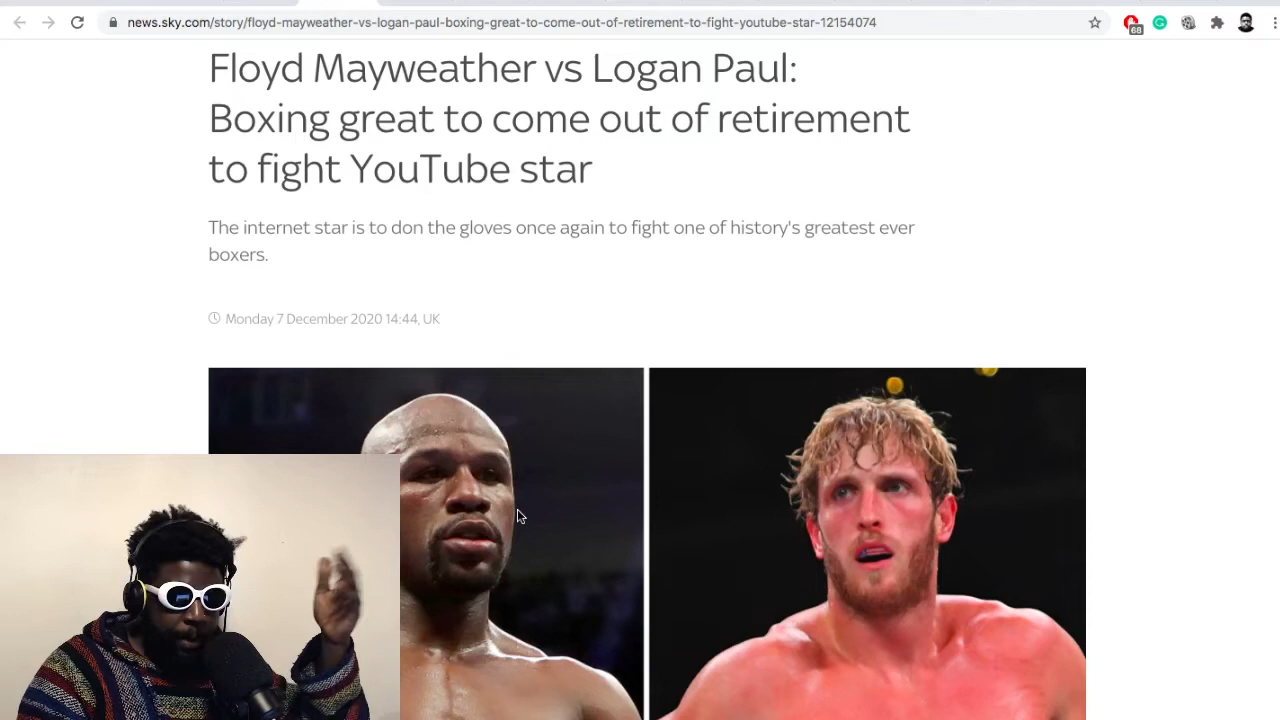 news.sky.com/story/floyd-mayweather-vs-logan-paul-boxing-great-to-come-out-of-retirement-to-fight-youtube-star-12154074
68
Floyd Mayweather vs Logan Paul:
Boxing great to come out of retirement
to fight YouTube star
The internet star is to don the gloves once again to fight one of history's greatest ever
boxers.
Monday 7 December 2020 14:44, UK